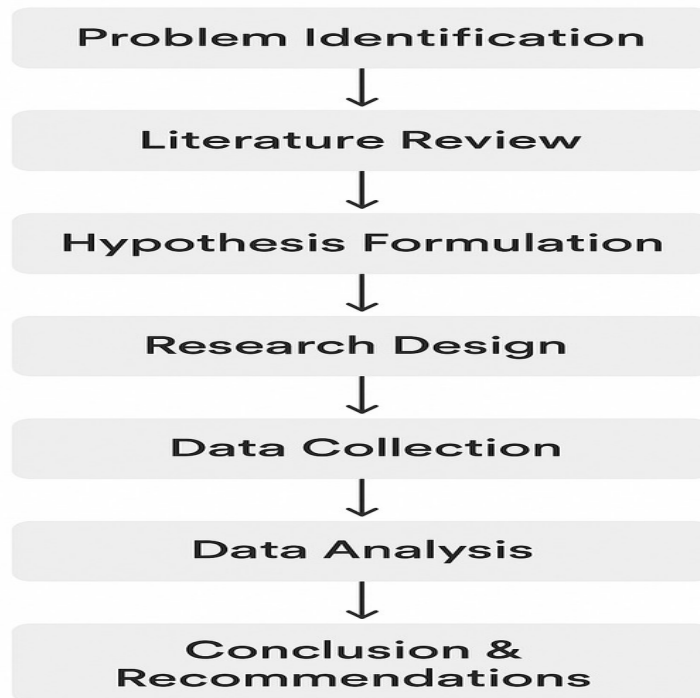 Problem Identification
Literature Review
Hypothesis Formulation
Research Design
Data Collection
Data Analysis
Conclusion &
Recommendations